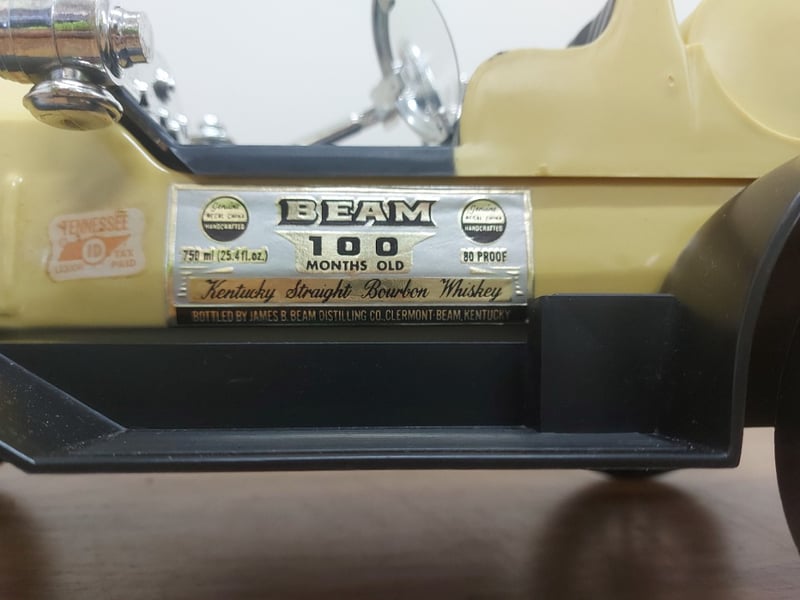 TENNESSEE
10 TAX
LIQUOR PAID
Genuine
REGAL CHINA
HANDCRAFTED
BEAM
Genuine
REGAL CHINA
HANDCRAFTED
750 ml (25.4 fl.oz.)
100
80 PROOF
MONTHS OLD
Kentucky Straight Bourbon Whiskey
BOTTLED BY JAMES B. BEAM DISTILLING CO., CLERMONT-BEAM, KENTUCKY